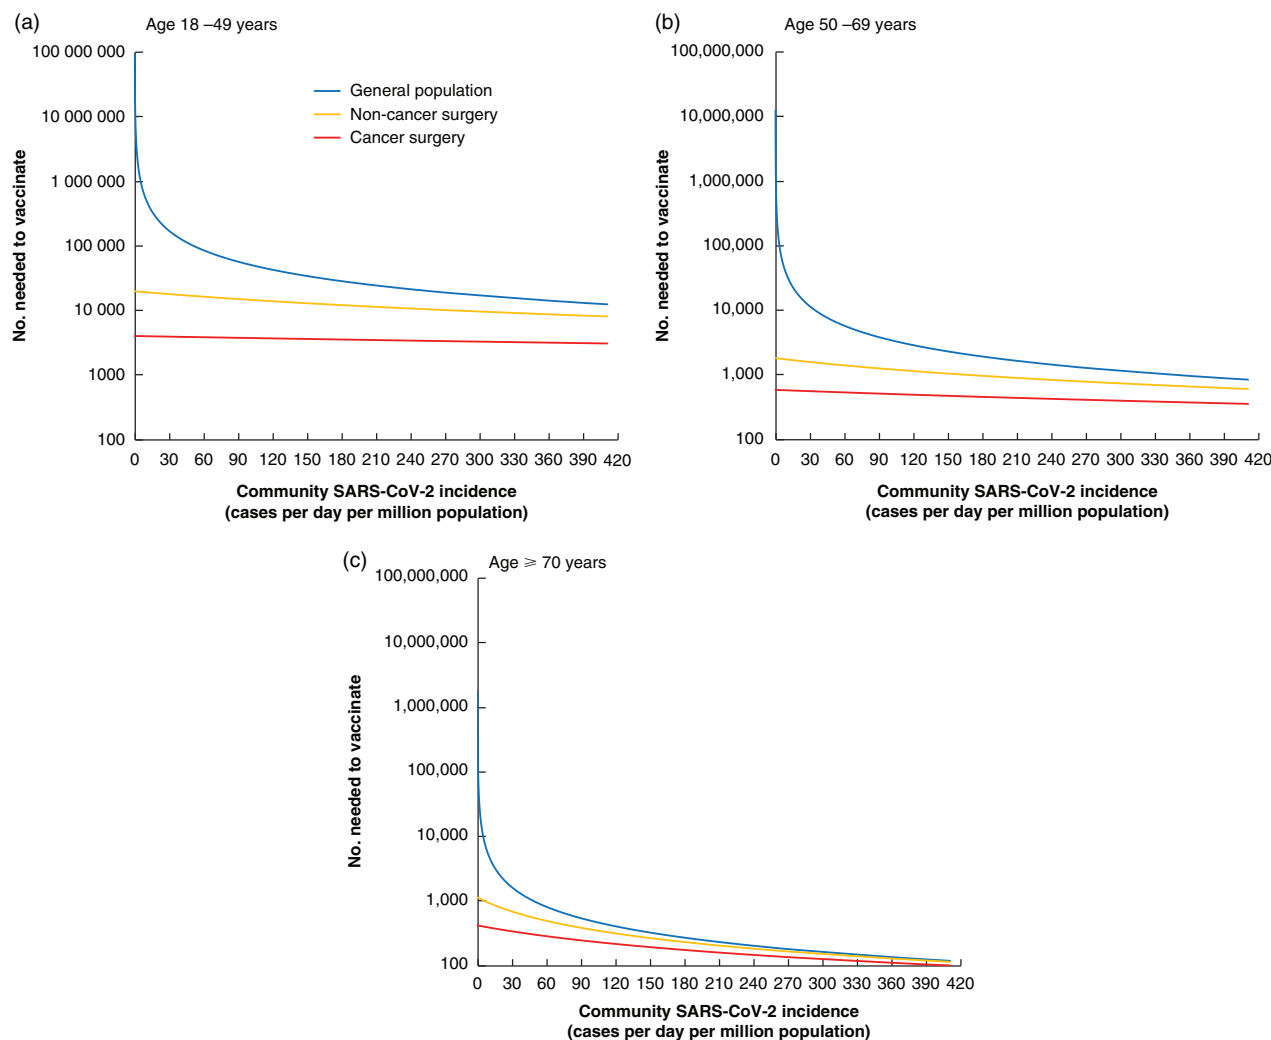 (a)
Age 18 –49 years
No. needed to vaccinate
100 000 000
10 000 000
1 000 000
100 000
10 000
1000
100
General population
Non-cancer surgery
Cancer surgery
0 30 60 90 120 150 180 210 240 270 300 330 360 390 420
Community SARS-CoV-2 incidence
(cases per day per million population)
(b)
Age 50 –69 years
No. needed to vaccinate
100,000,000
10,000,000
1,000,000
100,000
10,000
1,000
100
0 30 60 90 120 150 180 210 240 270 300 330 360 390 420
Community SARS-CoV-2 incidence
(cases per day per million population)
(c)
Age ⩾ 70 years
No. needed to vaccinate
100,000,000
10,000,000
1,000,000
100,000
10,000
1,000
100
0 30 60 90 120 150 180 210 240 270 300 330 360 390 420
Community SARS-CoV-2 incidence
(cases per day per million population)